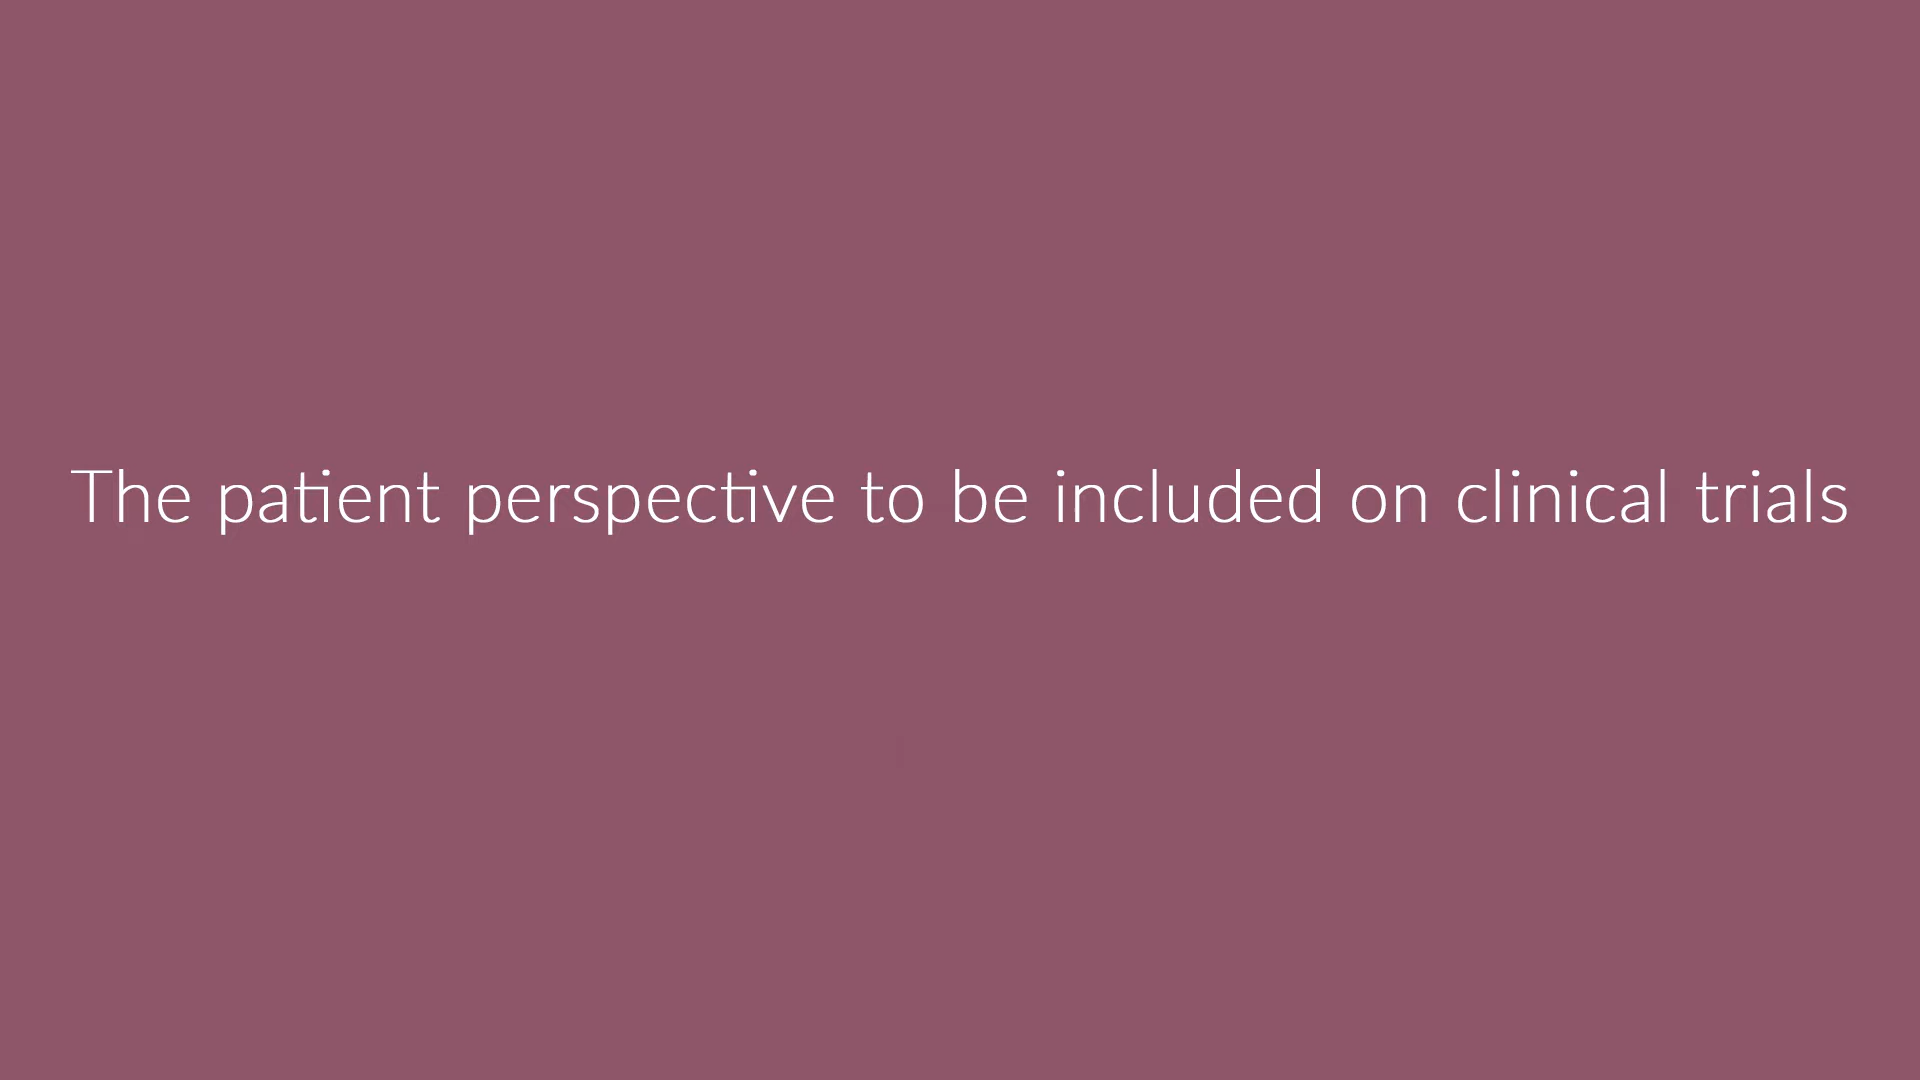 The patient perspective to be included on clinical trials